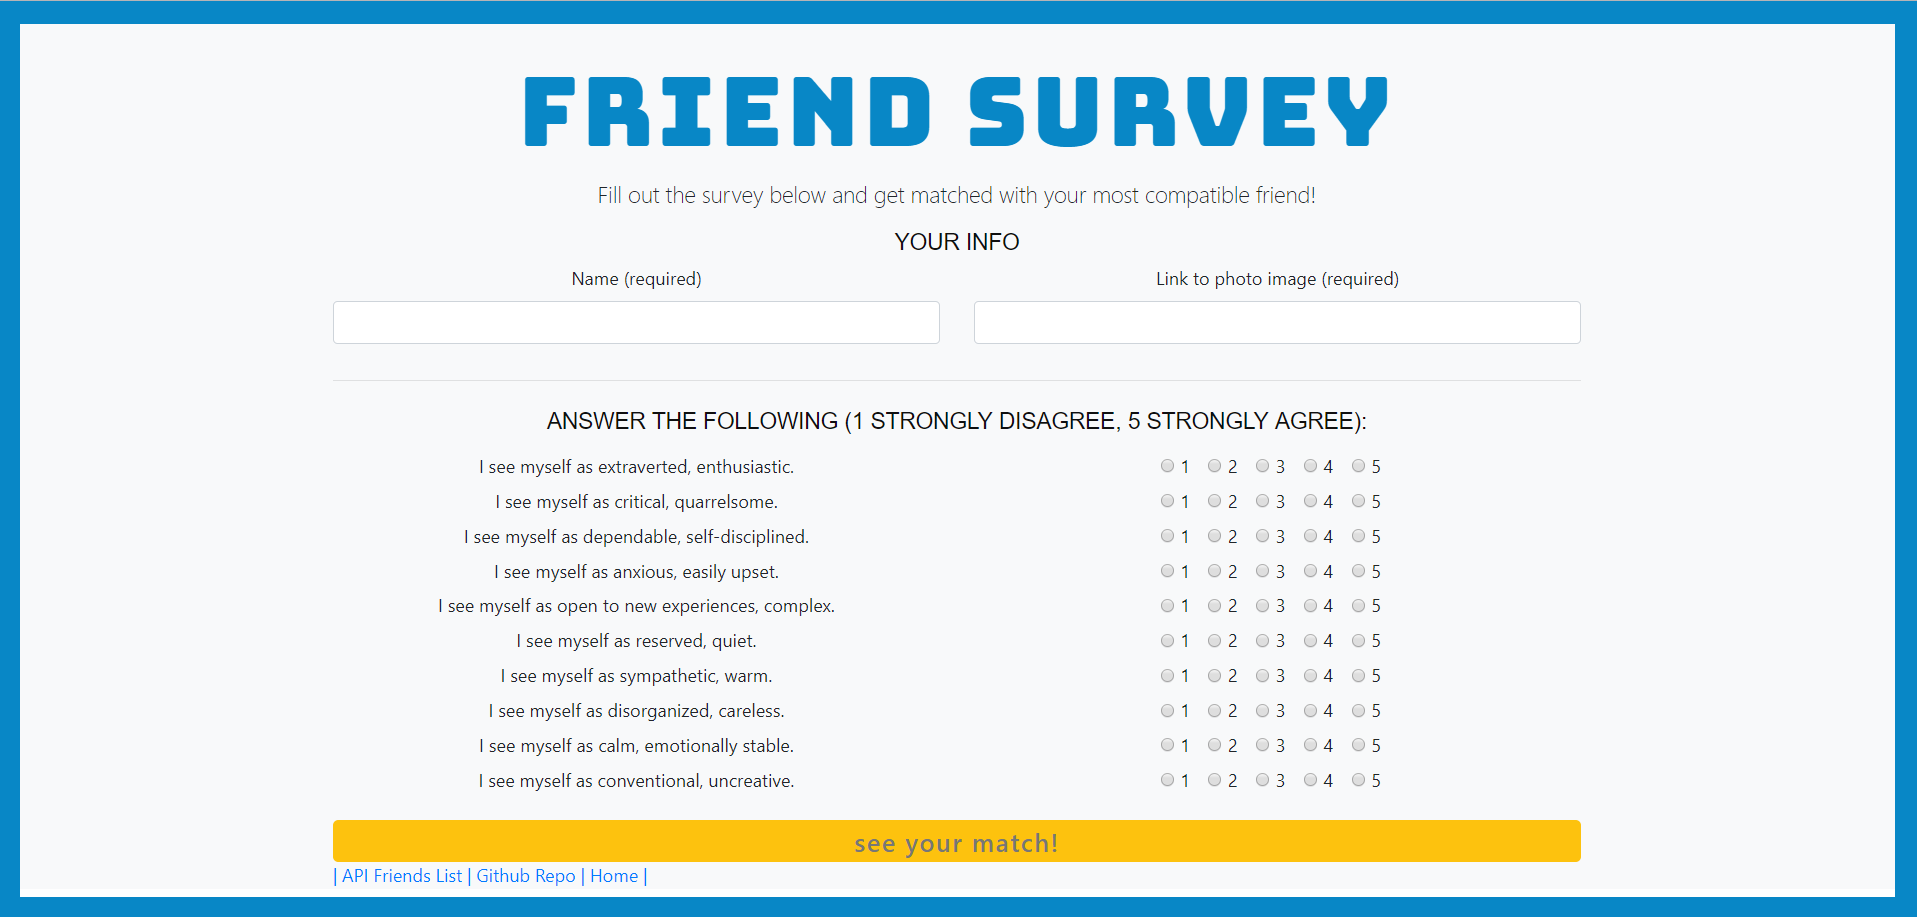 FRIEND SURVEY
Fill out the survey below and get matched with your most compatible friend!
YOUR INFO
Name (required) Link to photo image (required)
ANSWER THE FOLLOWING (1 STRONGLY DISAGREE, 5 STRONGLY AGREE):
I see myself as extraverted, enthusiastic. 1 2 3 4 5
I see myself as critical, quarrelsome. 1 2 3 4 5
I see myself as dependable, self-disciplined. 1 2 3 4 5
I see myself as anxious, easily upset. 1 2 3 4 5
I see myself as open to new experiences, complex. 1 2 3 4 5
I see myself as reserved, quiet. 1 2 3 4 5
I see myself as sympathetic, warm. 1 2 3 4 5
I see myself as disorganized, careless. 1 2 3 4 5
I see myself as calm, emotionally stable. 1 2 3 4 5
I see myself as conventional, uncreative. 1 2 3 4 5
see your match!
| API Friends List | Github Repo | Home |